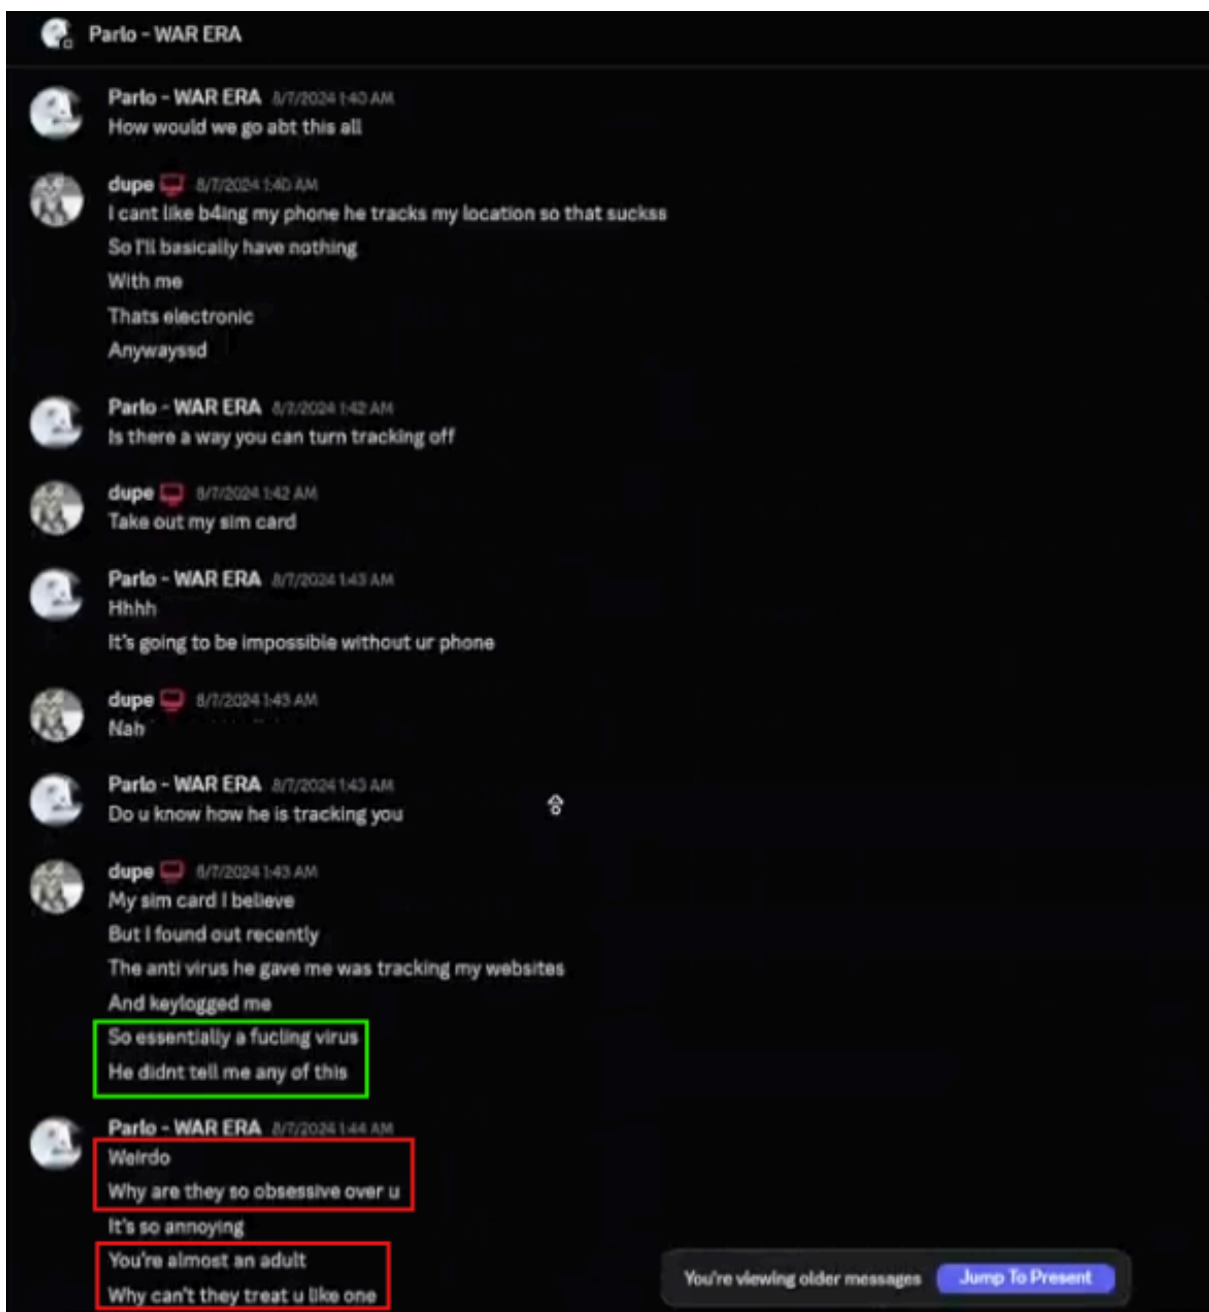 Parlo - WAR ERA
Parlo - WAR ERA 8/7/2024 1:40 AM
How would we go abt this all
dupe 8/7/2024 1:40 AM
I cant like b4ing my phone he tracks my location so that suckss
So I'll basically have nothing
With me
Thats electronic
Anywayssd
Parlo - WAR ERA 8/7/2024 1:42 AM
Is there a way you can turn tracking off
dupe 8/7/2024 1:42 AM
Take out my sim card
Parlo - WAR ERA 8/7/2024 1:43 AM
Hhhh
It's going to be impossible without ur phone
dupe 8/7/2024 1:43 AM
Nah
Parlo - WAR ERA 8/7/2024 1:43 AM
Do u know how he is tracking you
dupe 8/7/2024 1:43 AM
My sim card I believe
But I found out recently
The anti virus he gave me was tracking my websites
And keylogged me
So essentially a fucling virus
He didnt tell me any of this
Parlo - WAR ERA 8/7/2024 1:44 AM
Weirdo
Why are they so obsessive over u
It's so annoying
You're almost an adult
Why can't they treat u like one
You're viewing older messages Jump To Present